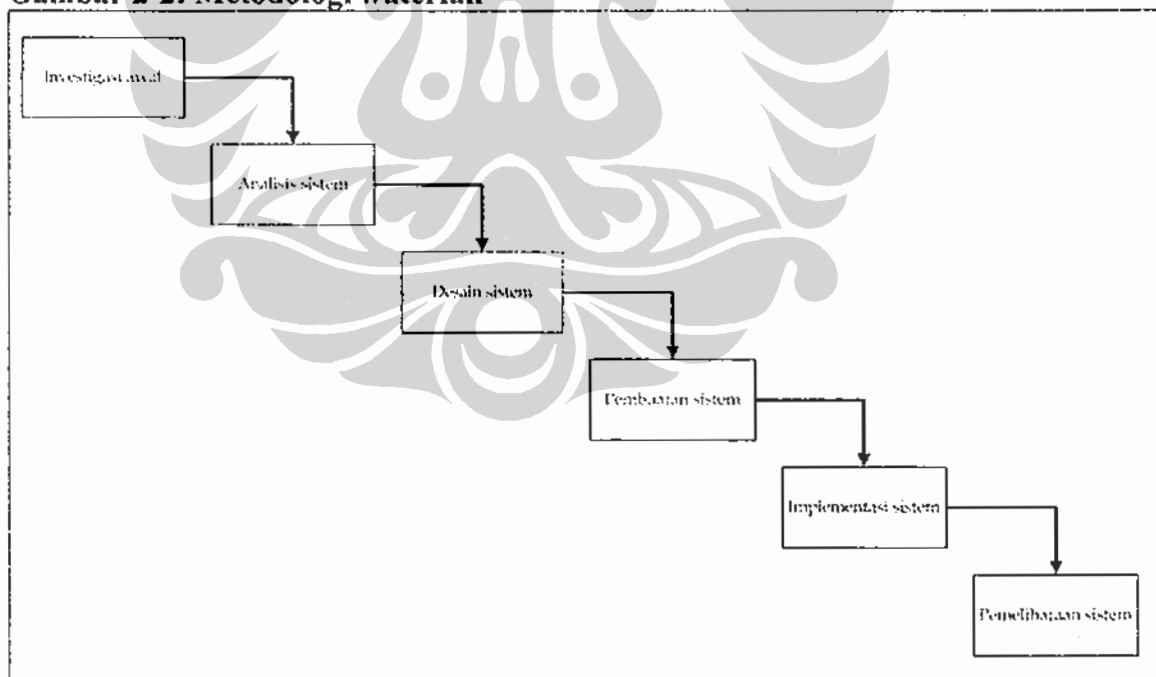 Gambar 2-2. Metodologi waterfall
Investigasi awal
Analisis sistem
Desain sistem
Pembuatan sistem
Implementasi sistem
Pemeliharaan sistem